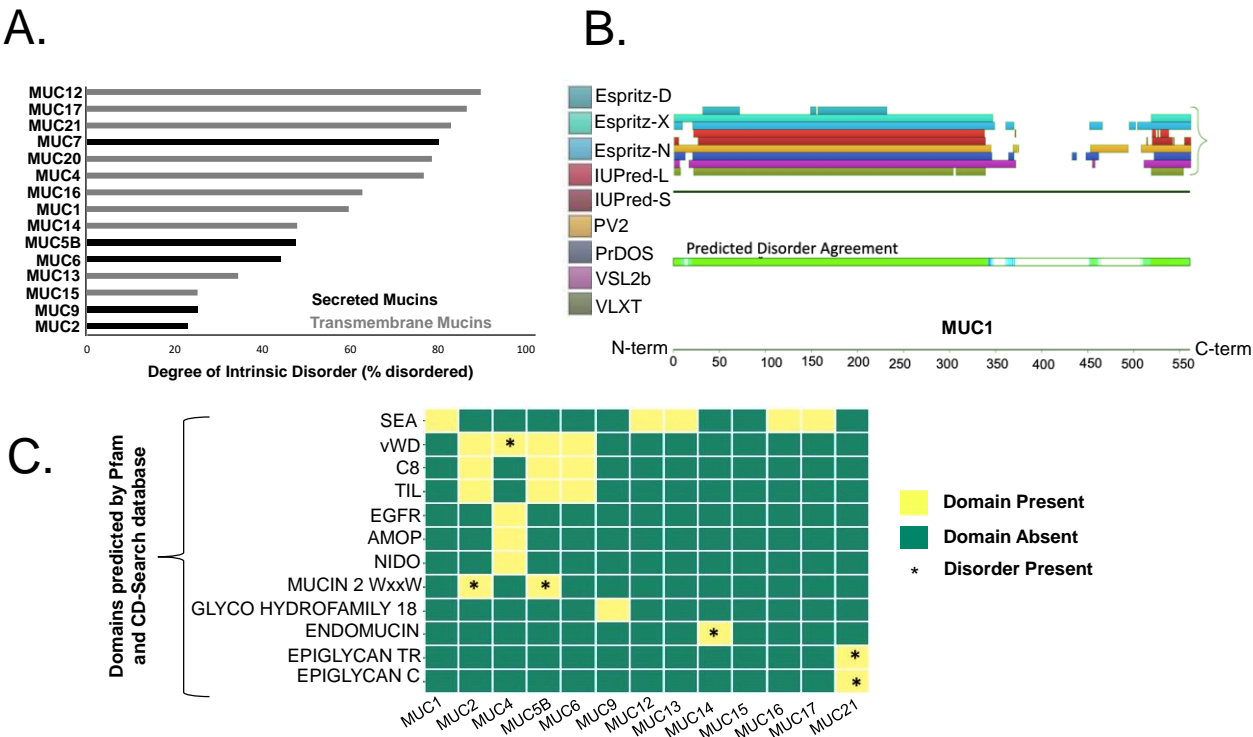 A.
MUC12
MUC17
MUC21
MUC7
MUC20
MUC4
MUC16
MUC1
MUC14
MUC5B
MUC6
MUC13
MUC15
MUC9
MUC2
Secreted Mucins
Transmembrane Mucins
0 20 40 60 80 100
Degree of Intrinsic Disorder (% disordered)
B.
Espritz-D
Espritz-X
Espritz-N
IUPred-L
IUPred-S
PV2
PrDOS
VSL2b
VLXT
Predicted Disorder Agreement
MUC1
N-term
0 50 100 150 200 250 300 350 400 450 500 550
C-term
C.
Domains predicted by Pfam
and CD-Search database
SEA
vWD
C8
TIL
EGFR
AMOP
NIDO
MUCIN 2 WxxW
GLYCO HYDROFAMILY 18
ENDOMUCIN
EPIGLYCAN TR
EPIGLYCAN C
*
* *
*
*
*
MUC1 MUC2 MUC4 MUC5B MUC6 MUC9 MUC12 MUC13 MUC14 MUC15 MUC16 MUC17 MUC21
Domain Present
Domain Absent
* Disorder Present